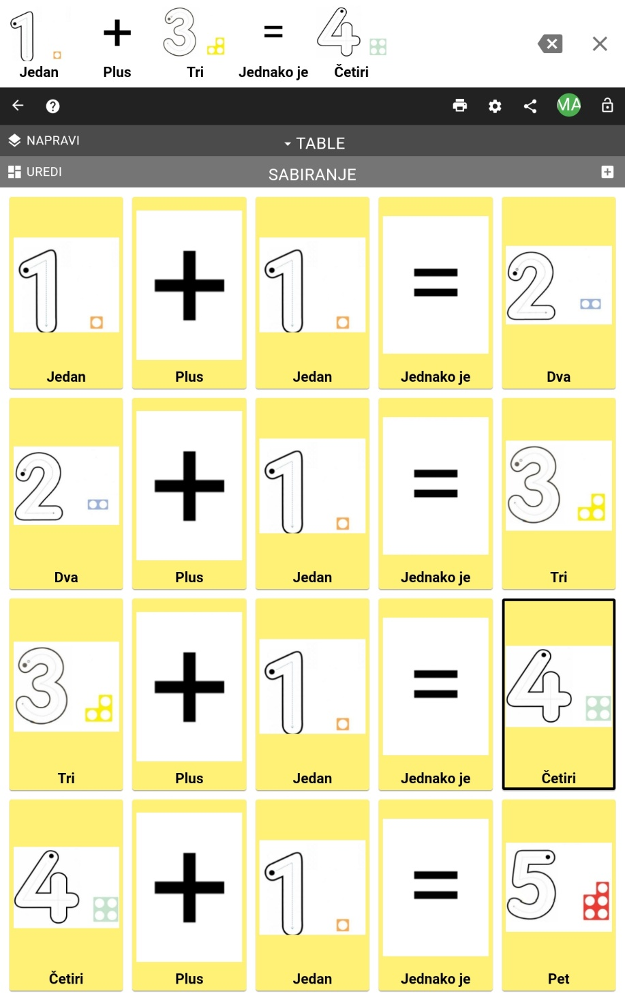 1 + 3 = 4
Jedan Plus Tri Jednako je Četiri
MA
NAPRAVI TABLE
UREDI SABIRANJE
1 + 1 = 2
Jedan Plus Jedan Jednako je Dva
2 + 1 = 3
Dva Plus Jedan Jednako je Tri
3 + 1 = 4
Tri Plus Jedan Jednako je Četiri
4 + 1 = 5
Četiri Plus Jedan Jednako je Pet